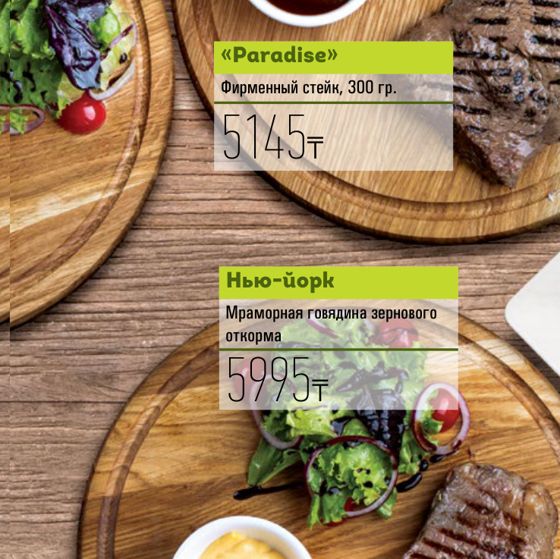 «Paradise»
Фирменный стейк, 300 гр.
5145₸
Нью-йорк
Мраморная говядина зернового
откорма
5995₸